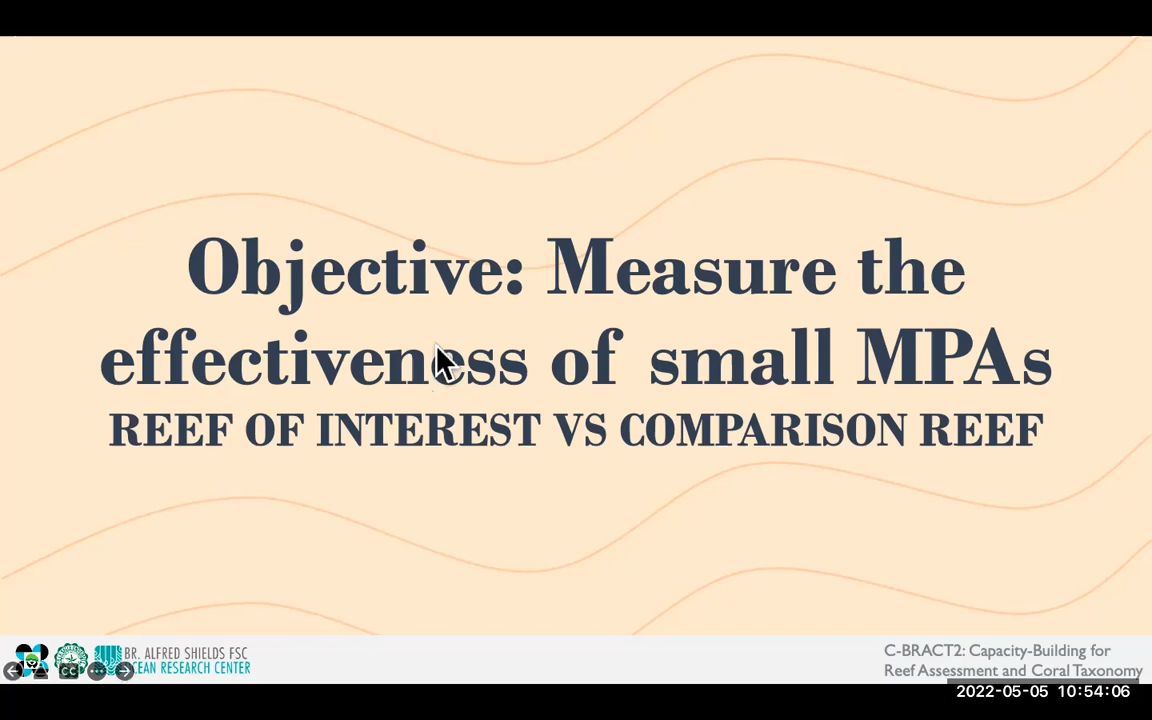 Objective: Measure the
effectiveness of small MPAs
REEF OF INTEREST VS COMPARISON REEF
BR. ALFRED SHIELDS FSC
OCEAN RESEARCH CENTER
C-BRACT2: Capacity-Building for
Reef Assessment and Coral Taxonomy
2022-05-05 10:54:06